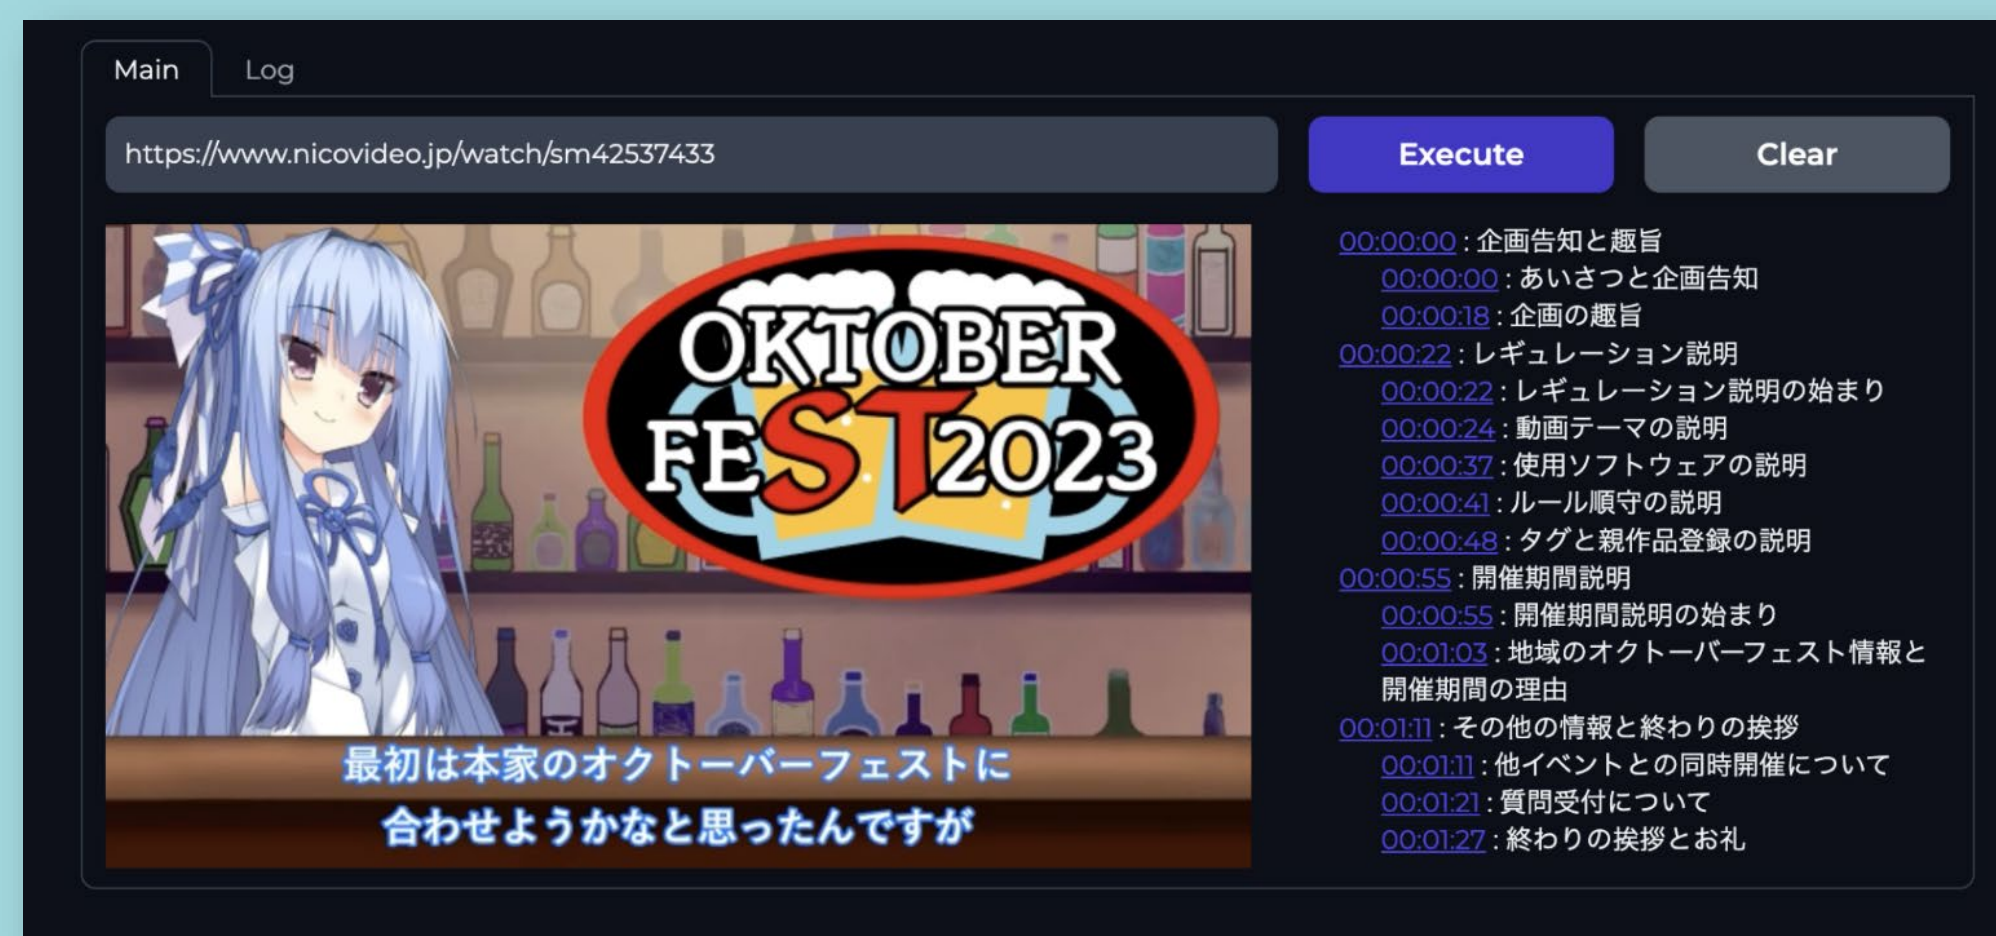 Main
Log
https://www.nicovideo.jp/watch/sm42537433
Execute
Clear
OKTOBER
FEST2023
最初は本家のオクトーバーフェストに
合わせようかなと思ったんですが
00:00:00 : 企画告知と趣旨
00:00:00 : あいさつと企画告知
00:00:18 : 企画の趣旨
00:00:22 : レギュレーション説明
00:00:22 : レギュレーション説明の始まり
00:00:24 : 動画テーマの説明
00:00:37 : 使用ソフトウェアの説明
00:00:41 : ルール順守の説明
00:00:48 : タグと親作品登録の説明
00:00:55 : 開催期間説明
00:00:55 : 開催期間説明の始まり
00:01:03 : 地域のオクトーバーフェスト情報と
開催期間の理由
00:01:11 : その他の情報と終わりの挨拶
00:01:11 : 他イベントとの同時開催について
00:01:21 : 質問受付について
00:01:27 : 終わりの挨拶とお礼